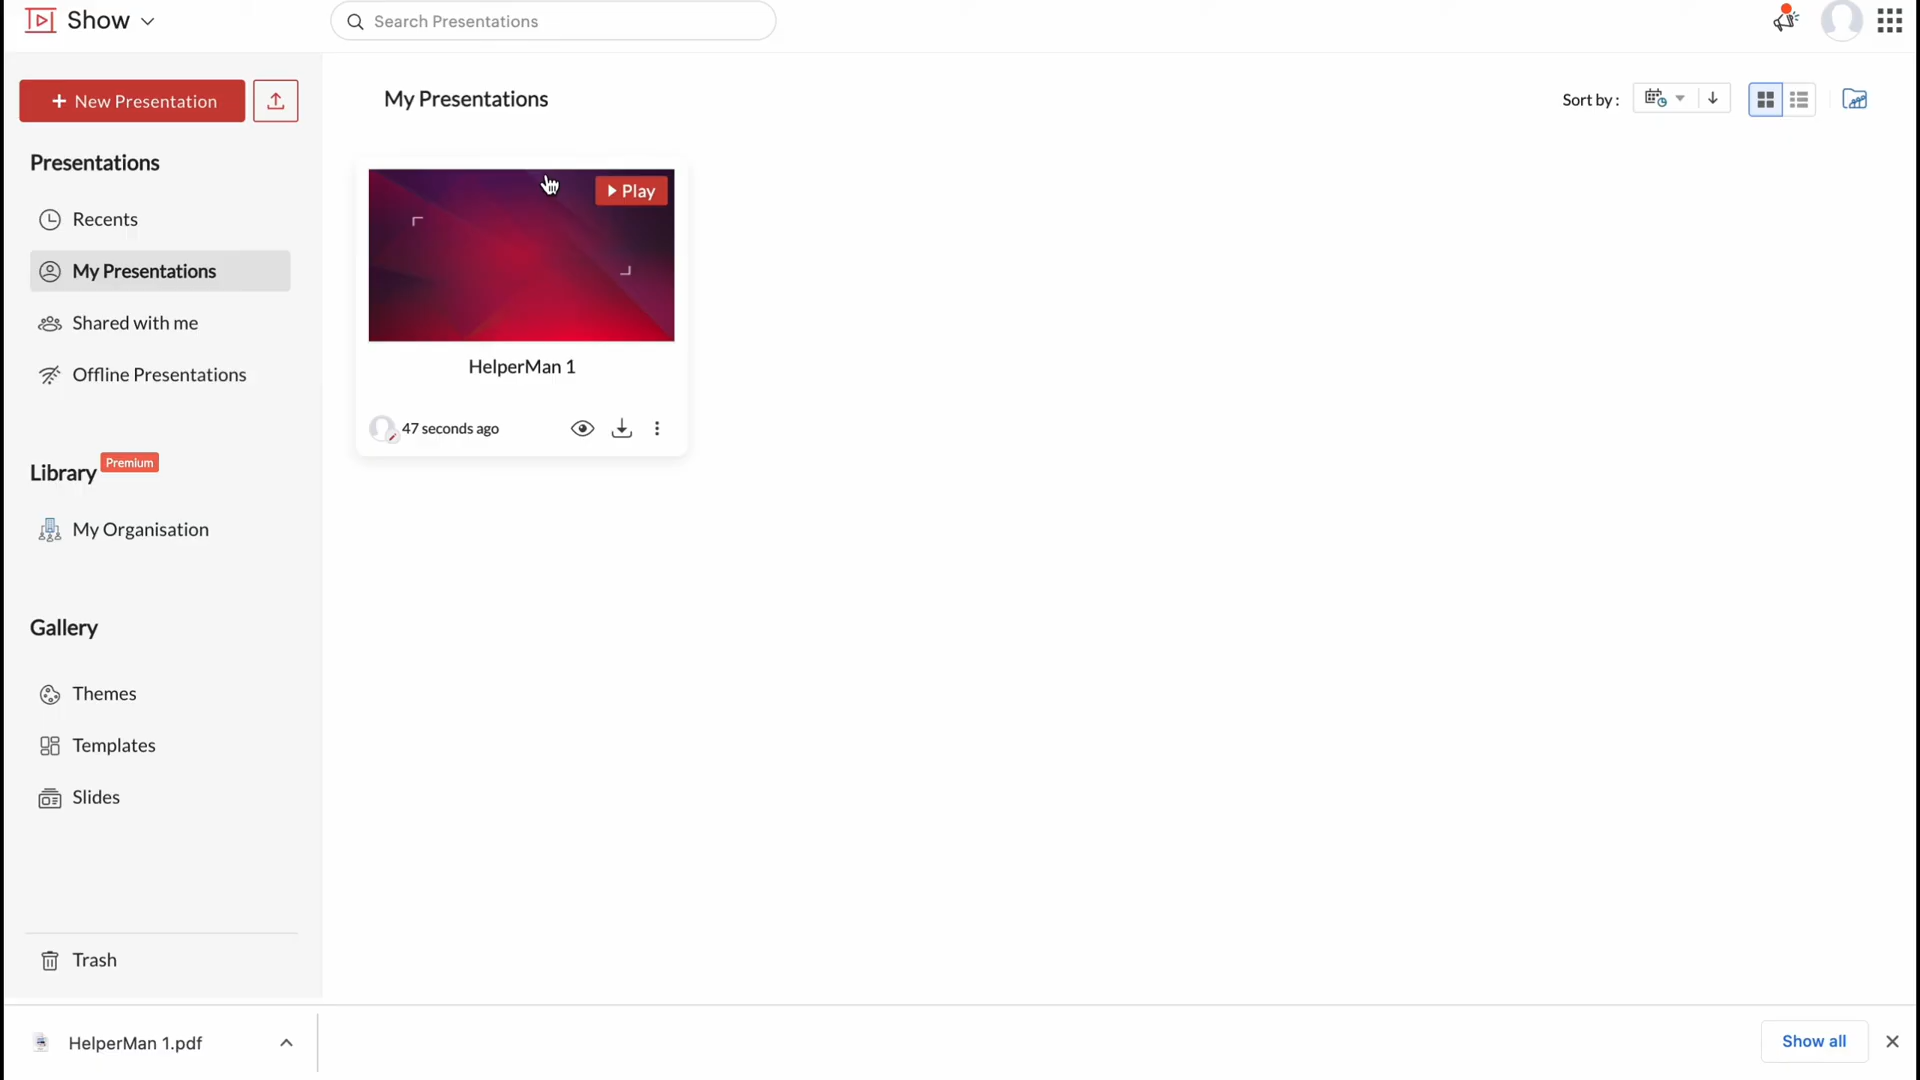 Show
Search Presentations
+ New Presentation
Presentations
Recents
My Presentations
Shared with me
Offline Presentations
Library Premium
My Organisation
Gallery
Themes
Templates
Slides
Trash
My Presentations
Sort by :
Play
HelperMan 1
47 seconds ago
HelperMan 1.pdf
Show all